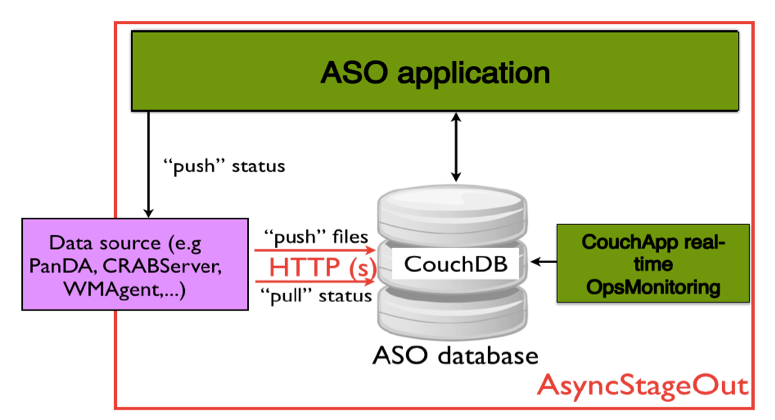 ASO application
“push” status
Data source (e.g
PanDA, CRABServer,
WMAgent,...)
“push” files
HTTP (s)
“pull” status
CouchDB
ASO database
CouchApp real-
time
OpsMonitoring
AsyncStageOut